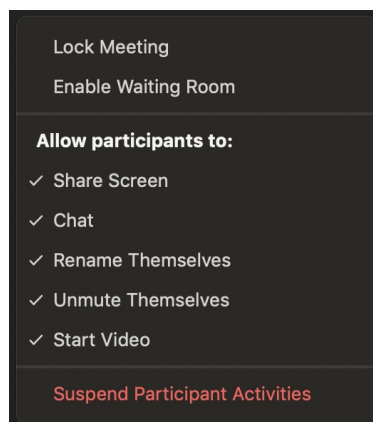 Lock Meeting
Enable Waiting Room
Allow participants to:
Share Screen
Chat
Rename Themselves
Unmute Themselves
Start Video
Suspend Participant Activities